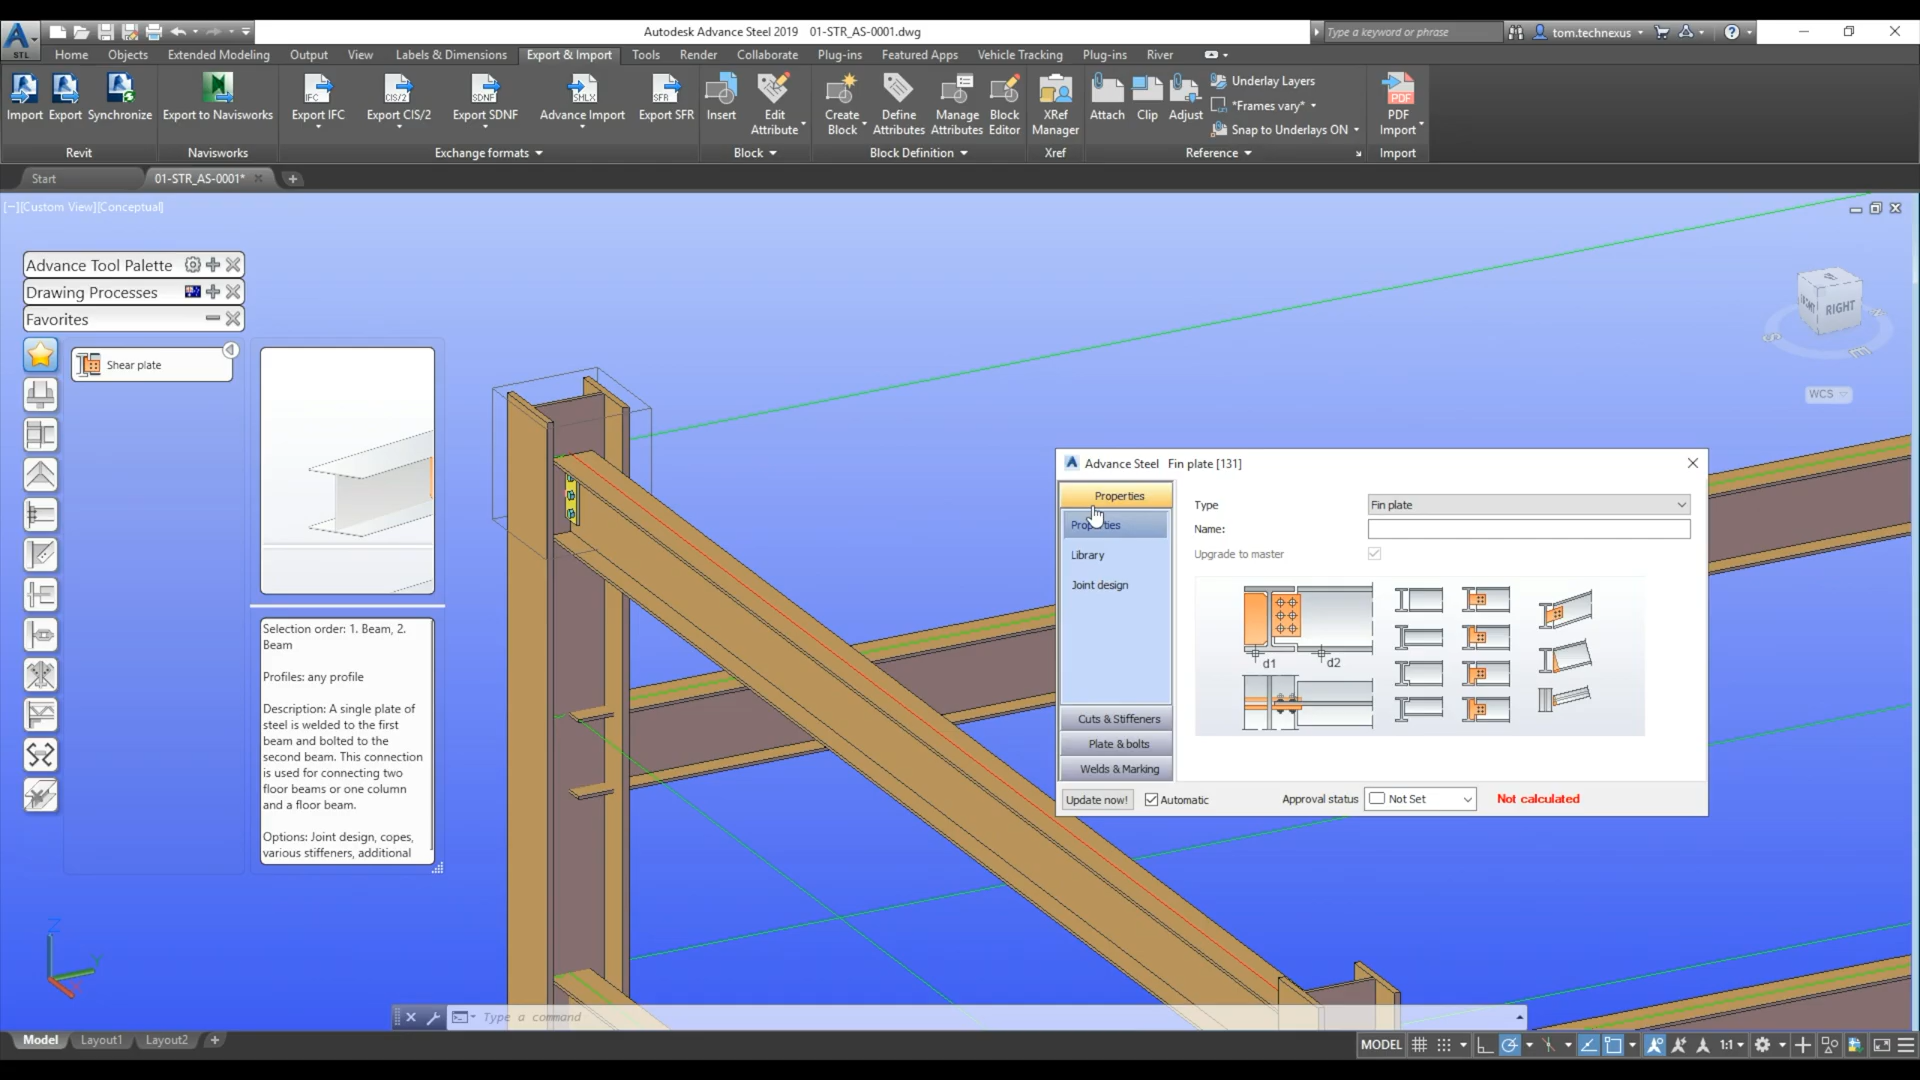 Autodesk Advance Steel 2019 01-STR_AS-0001.dwg
Type a keyword or phrase
tom.technexus
STL
Home Objects Extended Modeling Output View Labels & Dimensions Export & Import Tools Render Collaborate Plug-ins Featured Apps Vehicle Tracking Plug-ins River
Import Export Synchronize
Export to Navisworks
IFC
Export IFC
CIS/2
Export CIS/2
SDNF
Export SDNF
SMLX
Advance Import
SFR
Export SFR
Insert
Edit
Attribute
Create
Block
Define
Attributes
Manage
Attributes
Block
Editor
XRef
Manager
Attach Clip Adjust
Underlay Layers
*Frames vary*
Snap to Underlays ON
PDF
PDF
Import
Revit Navisworks Exchange formats Block Block Definition Xref Reference Import
Start
01-STR_AS-0001*
[−][Custom View][Conceptual]
Advance Tool Palette
Drawing Processes
Favorites
Shear plate
Selection order: 1. Beam, 2.
Beam
Profiles: any profile
Description: A single plate of
steel is welded to the first
beam and bolted to the
second beam. This connection
is used for connecting two
floor beams or one column
and a floor beam.
Options: Joint design, copes,
various stiffeners, additional
RIGHT
WCS
Advance Steel Fin plate [131]
Properties
Properties
Library
Joint design
Cuts & Stiffeners
Plate & bolts
Welds & Marking
Type
Fin plate
Name:
Upgrade to master
d1
d2
Update now!
Automatic
Approval status
Not Set
Not calculated
Z
Y
X
Type a command
Model Layout1 Layout2
MODEL
1:1